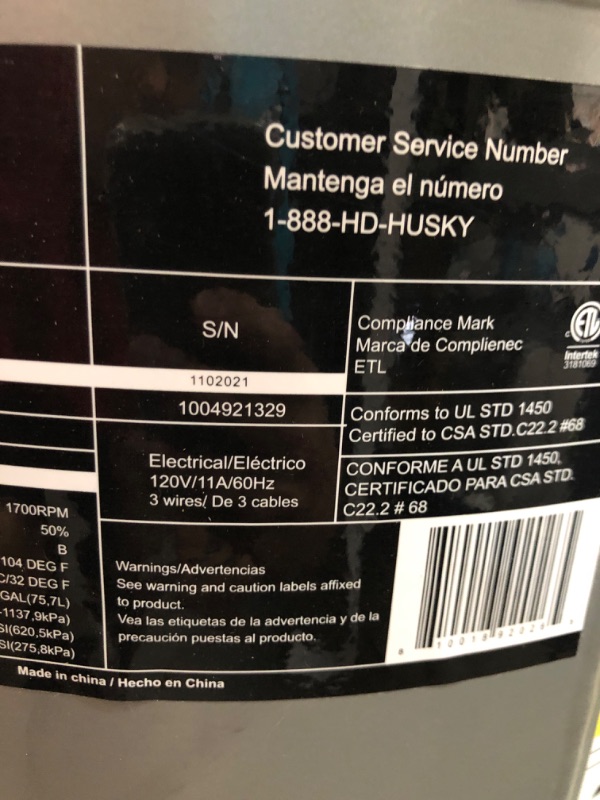 Customer Service Number
Mantenga el número
1-888-HD-HUSKY
S/N
1102021
1004921329
Compliance Mark
Marca de Complienec
ETL
C
ETL
Intertek
3181069
Conforms to UL STD 1450
Certified to CSA STD.C22.2 #68
Electrical/Eléctrico
120V/11A/60Hz
3 wires/ De 3 cables
CONFORME A UL STD 1450,
CERTIFICADO PARA CSA STD.
C22.2 # 68
1700RPM
50%
B
104 DEG F
C/32 DEG F
GAL(75,7L)
-1137,9kPa)
SI(620,5kPa)
SI(275,8kPa)
Warnings/Advertencias
See warning and caution labels affixed
to product.
Vea las etiquetas de la advertencia y de la
precaución puestas al producto.
Made in china / Hecho en China